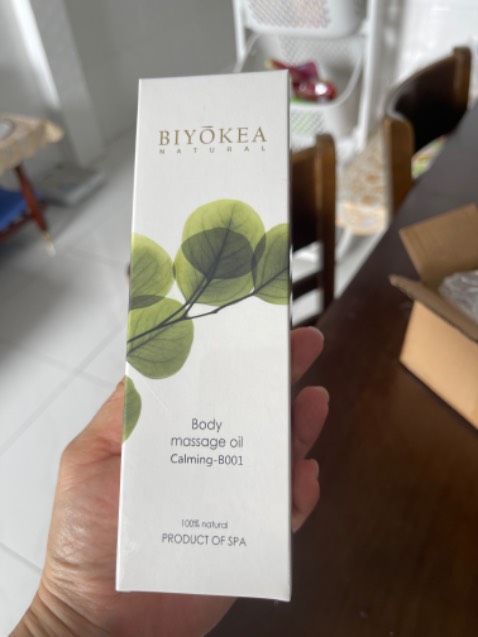 BIYŌKEA
NATURAL
Body
massage oil
Calming-B001
100% natural
PRODUCT OF SPA